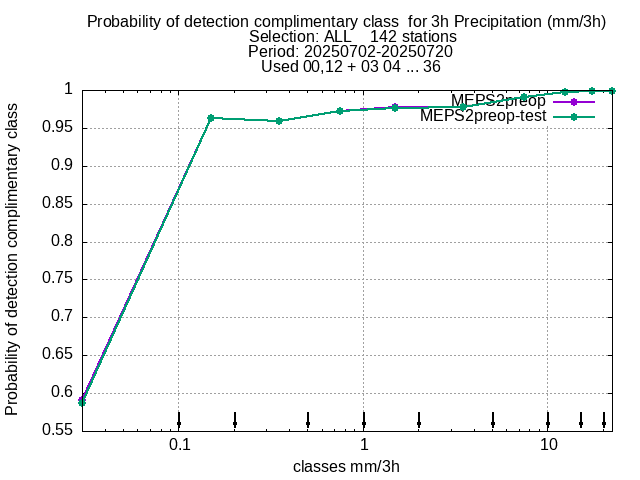 Probability of detection complimentary class  for 3h Precipitation (mm/3h)
Selection: ALL    142 stations
Period: 20250702-20250720
Used 00,12 + 03 04 ... 36
MEPS2preop
MEPS2preop-test
1
0.95
0.9
0.85
0.8
0.75
0.7
0.65
0.6
0.55
Probability of detection complimentary class
0.1 1 10
classes mm/3h